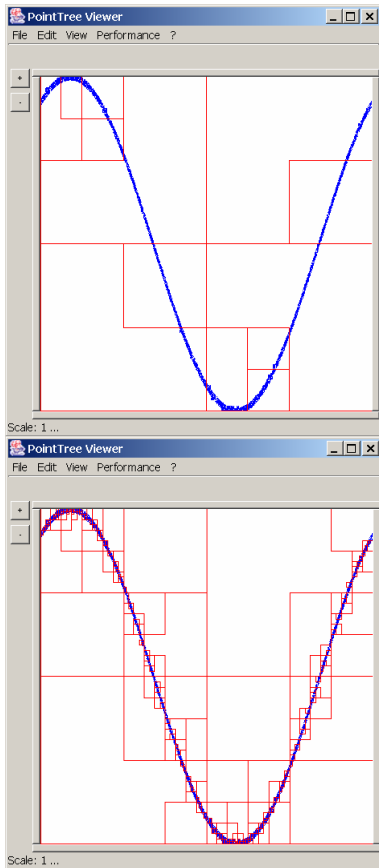 PointTree Viewer
File Edit View Performance ?
+
-
Scale: 1 ...
PointTree Viewer
File Edit View Performance ?
+
-
Scale: 1 ...